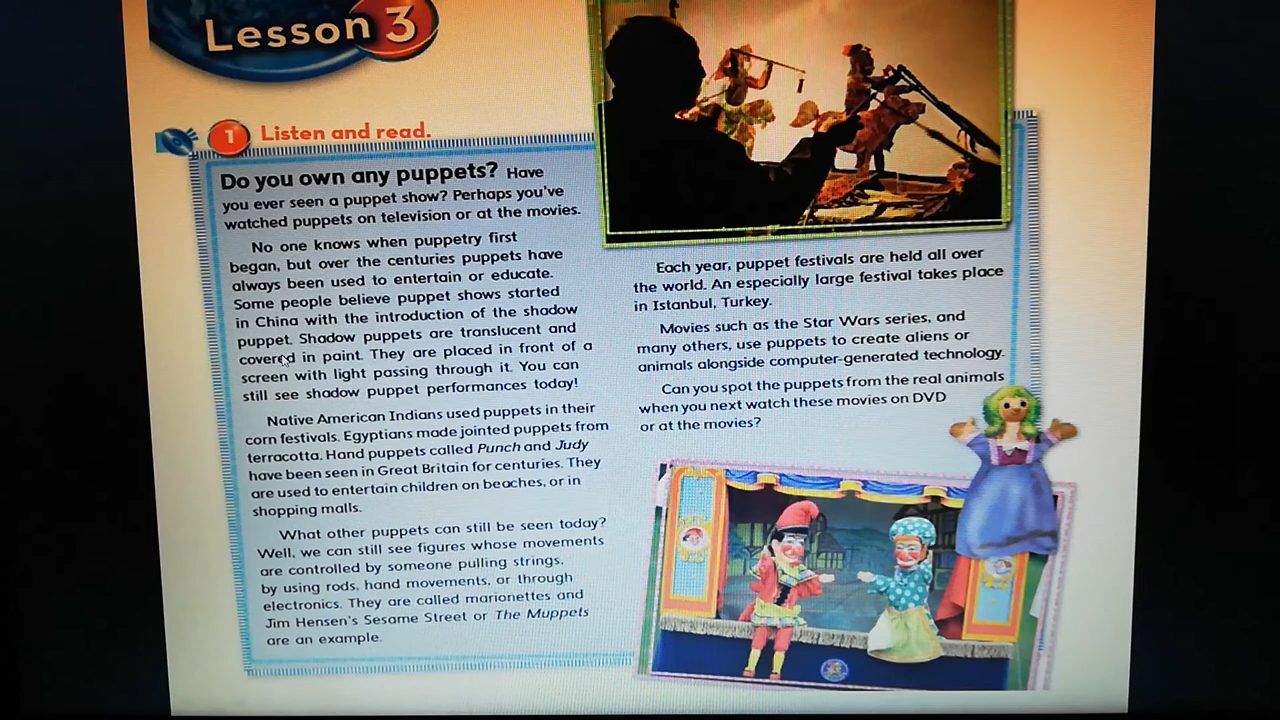 Lesson 3
1 Listen and read.
Do you own any puppets? Have
you ever seen a puppet show? Perhaps you've
watched puppets on television or at the movies.
No one knows when puppetry first
began, but over the centuries puppets have
always been used to entertain or educate.
Some people believe puppet shows started
in China with the introduction of the shadow
puppet. Shadow puppets are translucent and
covered in paint. They are placed in front of a
screen with light passing through it. You can
still see shadow puppet performances today!
Native American Indians used puppets in their
corn festivals. Egyptians made jointed puppets from
terracotta. Hand puppets called Punch and Judy
have been seen in Great Britain for centuries. They
are used to entertain children on beaches, or in
shopping malls.
What other puppets can still be seen today?
Well, we can still see figures whose movements
are controlled by someone pulling strings,
by using rods, hand movements, or through
electronics. They are called marionettes and
Jim Hensen's Sesame Street or The Muppets
are an example.
Each year, puppet festivals are held all over
the world. An especially large festival takes place
in Istanbul, Turkey.
Movies such as the Star Wars series, and
many others, use puppets to create aliens or
animals alongside computer-generated technology.
Can you spot the puppets from the real animals
when you next watch these movies on DVD
or at the movies?